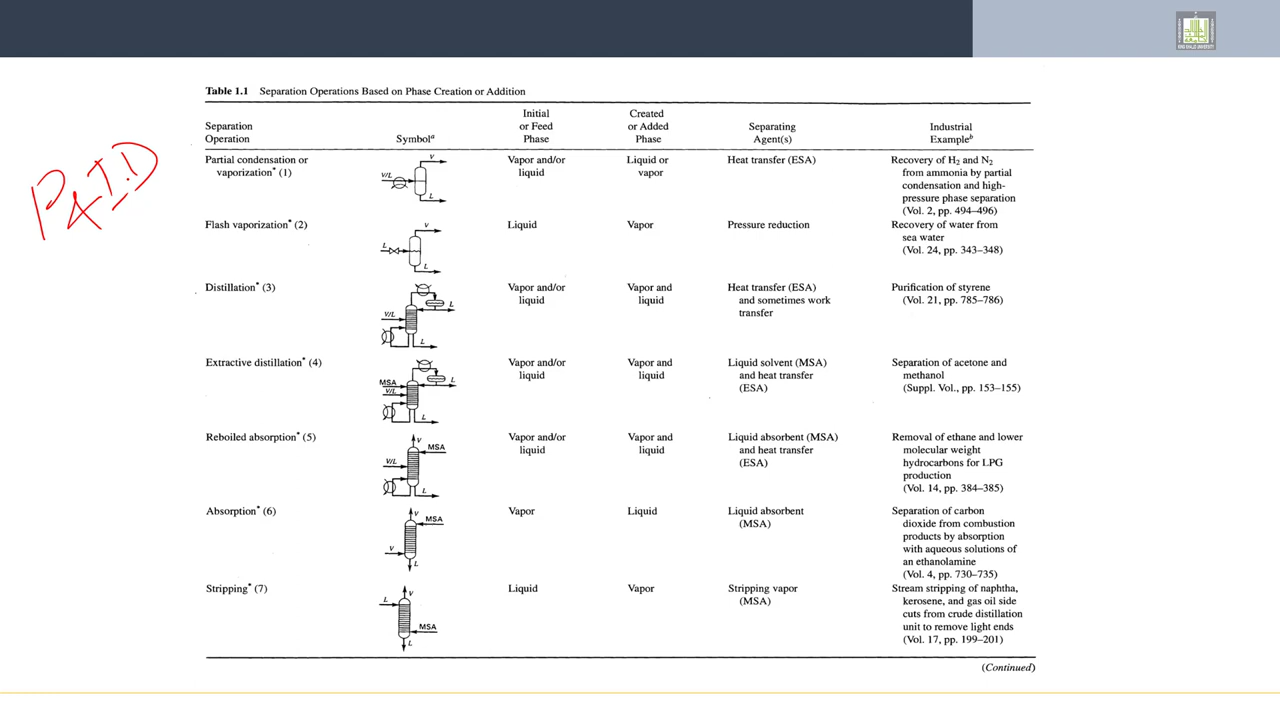 Table 1.1 Separation Operations Based on Phase Creation or Addition
Separation Operation
Symbolᵃ
Initial or Feed Phase
Created or Added Phase
Separating Agent(s)
Industrial Exampleᵇ
P&I.D
Partial condensation or vaporization* (1)
V
V/L
L
Vapor and/or liquid
Liquid or vapor
Heat transfer (ESA)
Recovery of H₂ and N₂
from ammonia by partial
condensation and high-
pressure phase separation
(Vol. 2, pp. 494–496)
Flash vaporization* (2)
V
L
L
Liquid
Vapor
Pressure reduction
Recovery of water from
sea water
(Vol. 24, pp. 343–348)
Distillation* (3)
L
V/L
L
Vapor and/or liquid
Vapor and liquid
Heat transfer (ESA)
and sometimes work
transfer
Purification of styrene
(Vol. 21, pp. 785–786)
Extractive distillation* (4)
L
MSA
V/L
L
Vapor and/or liquid
Vapor and liquid
Liquid solvent (MSA)
and heat transfer
(ESA)
Separation of acetone and
methanol
(Suppl. Vol., pp. 153–155)
Reboiled absorption* (5)
V
MSA
V/L
L
Vapor and/or liquid
Vapor and liquid
Liquid absorbent (MSA)
and heat transfer
(ESA)
Removal of ethane and lower
molecular weight
hydrocarbons for LPG
production
(Vol. 14, pp. 384–385)
Absorption* (6)
V
MSA
V
L
Vapor
Liquid
Liquid absorbent
(MSA)
Separation of carbon
dioxide from combustion
products by absorption
with aqueous solutions of
an ethanolamine
(Vol. 4, pp. 730–735)
Stripping* (7)
V
L
MSA
L
Liquid
Vapor
Stripping vapor
(MSA)
Stream stripping of naphtha,
kerosene, and gas oil side
cuts from crude distillation
unit to remove light ends
(Vol. 17, pp. 199–201)
(Continued)